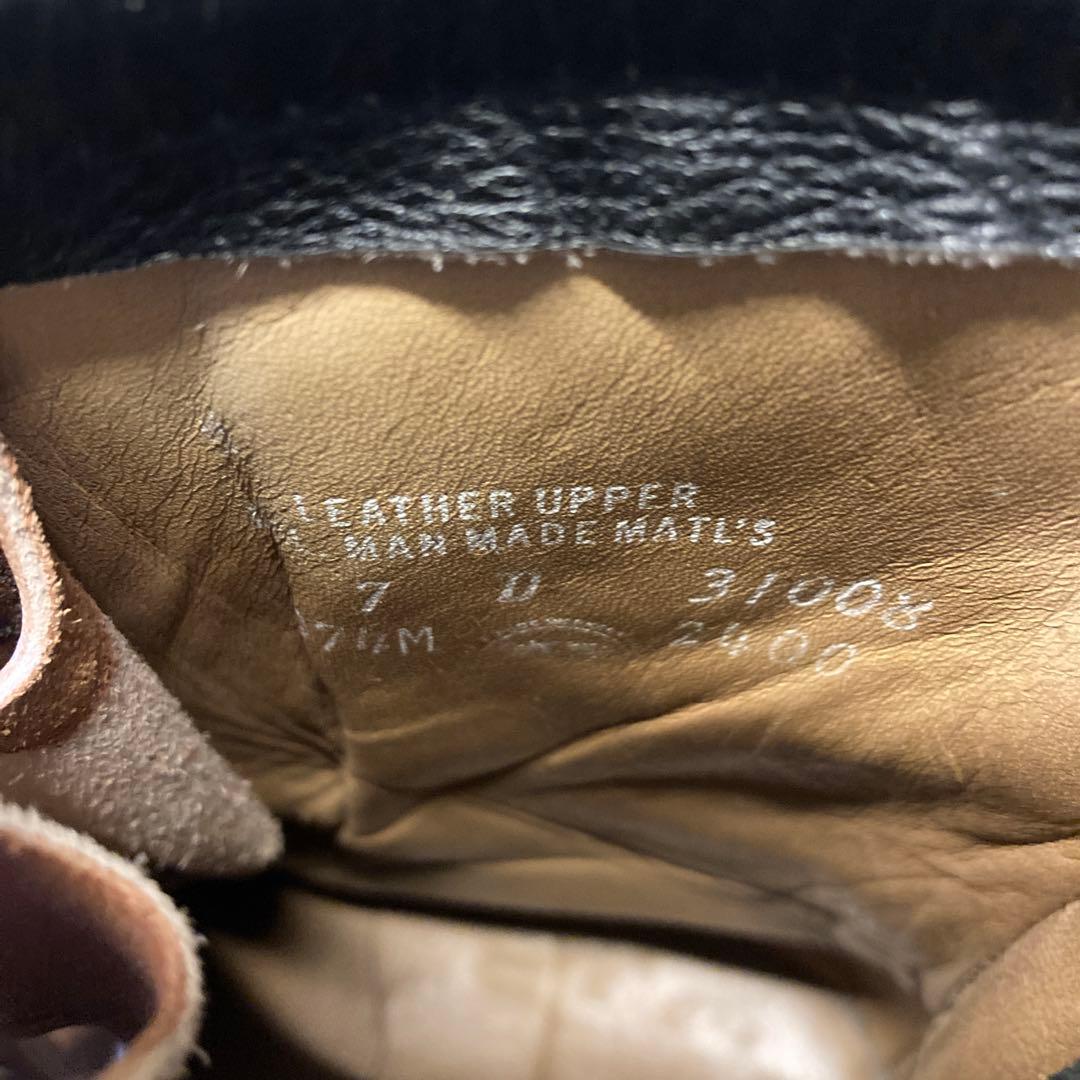 LEATHER UPPER
MAN MADE MATL'S
7 D 31008
7½M 2400